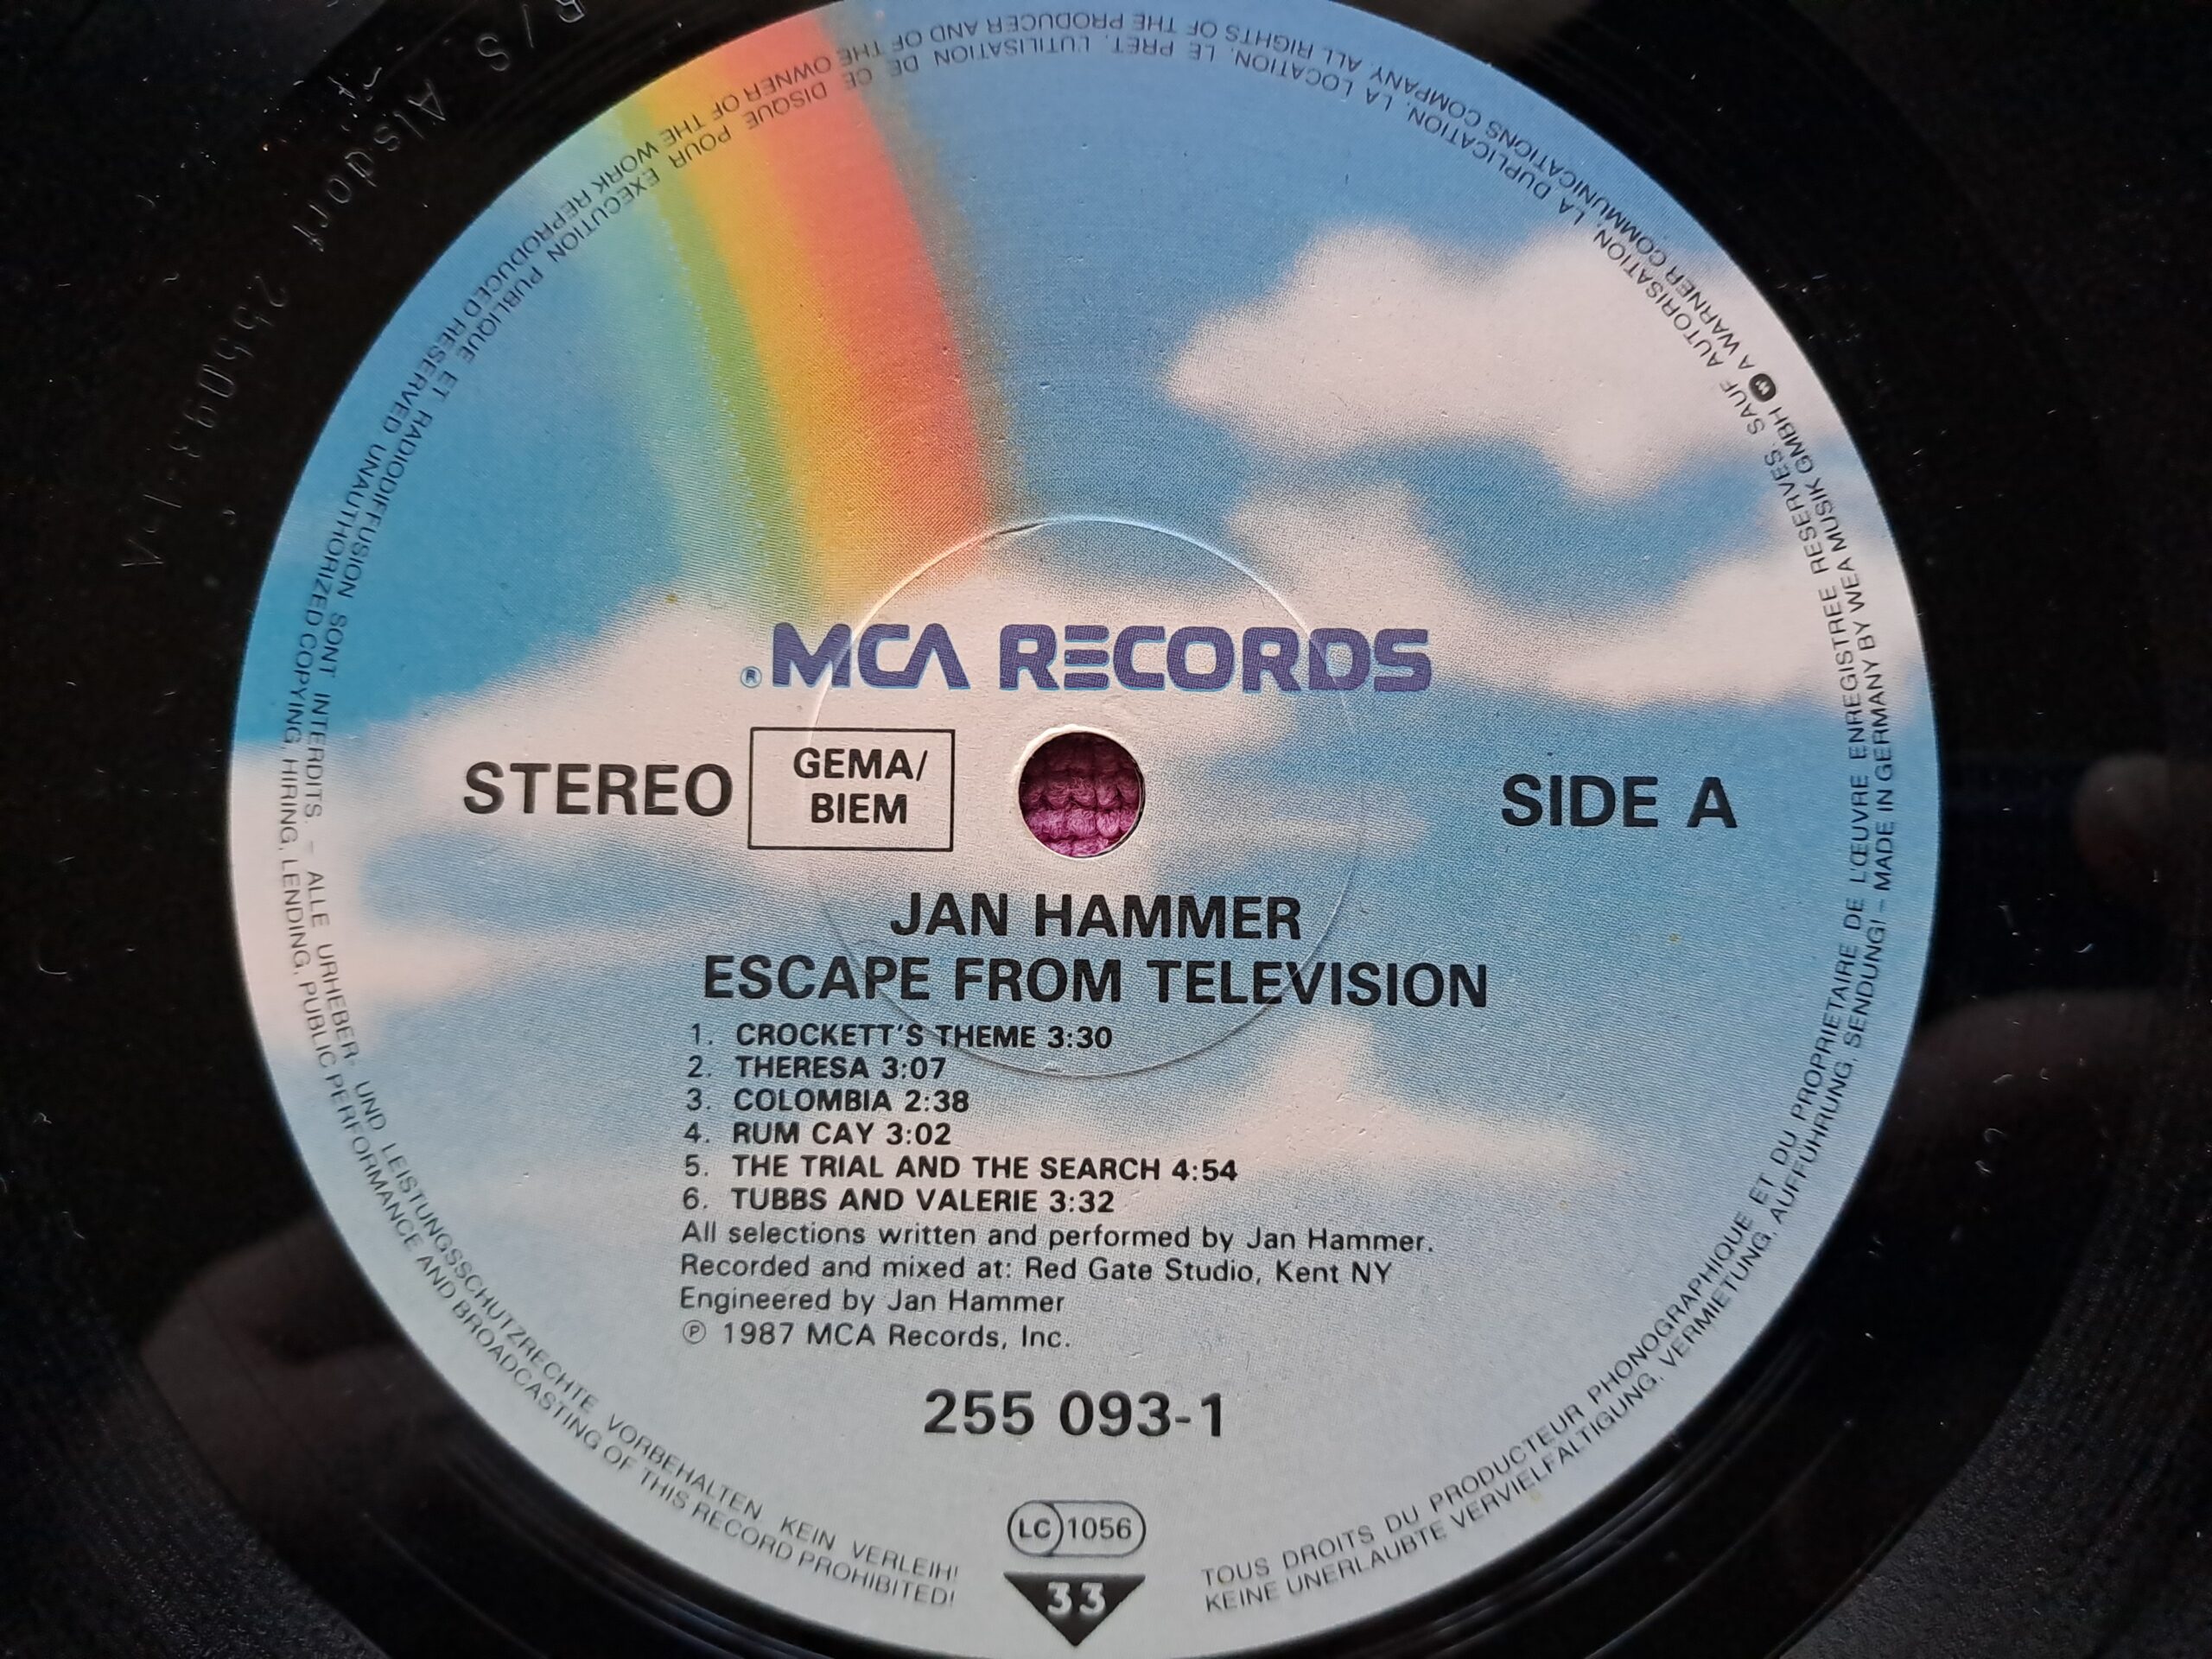 ® MCA RECORDS
STEREO
GEMA/
BIEM
SIDE A
JAN HAMMER
ESCAPE FROM TELEVISION
1. CROCKETT'S THEME 3:30
2. THERESA 3:07
3. COLOMBIA 2:38
4. RUM CAY 3:02
5. THE TRIAL AND THE SEARCH 4:54
6. TUBBS AND VALERIE 3:32
All selections written and performed by Jan Hammer.
Recorded and mixed at: Red Gate Studio, Kent NY
Engineered by Jan Hammer
℗ 1987 MCA Records, Inc.
255 093-1
LC 1056
33
TOUS DROITS DU PRODUCTEUR PHONOGRAPHIQUE ET DU PROPRIETAIRE DE L'ŒUVRE ENREGISTREE RESERVES. SAUF AUTORISATION, LA DUPLICATION, LA LOCATION, LE PRET, L'UTILISATION DE CE DISQUE POUR EXECUTION PUBLIQUE ET RADIODIFFUSION SONT INTERDITS. – ALLE URHEBER- UND LEISTUNGSSCHUTZRECHTE VORBEHALTEN KEIN VERLEIH!
KEINE UNERLAUBTE VERVIELFÄLTIGUNG, VERMIETUNG, AUFFÜHRUNG, SENDUNG! – MADE IN GERMANY BY WEA MUSIK GMBH A WARNER COMMUNICATIONS COMPANY. ALL RIGHTS OF THE PRODUCER AND OF THE OWNER OF THE WORK REPRODUCED RESERVED UNAUTHORIZED COPYING, HIRING, LENDING, PUBLIC PERFORMANCE AND BROADCASTING OF THIS RECORD PROHIBITED!
Alsdorf 255093-1